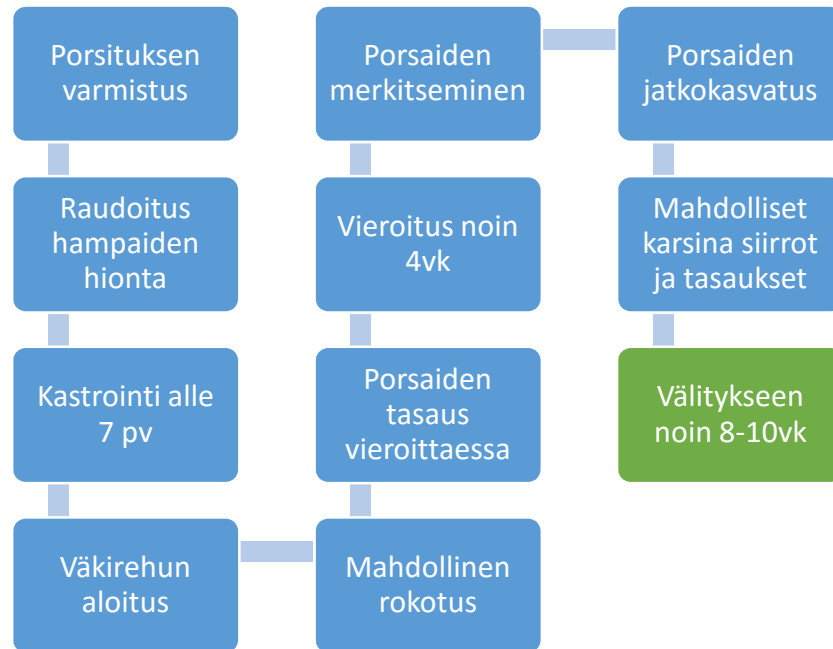 Porsituksen
varmistus
Raudoitus
hampaiden
hionta
Kastrointi alle
7 pv
Väkirehun
aloitus
Mahdollinen
rokotus
Porsaiden
tasaus
vieroittaessa
Vieroitus noin
4vk
Porsaiden
merkitseminen
Porsaiden
jatkokasvatus
Mahdolliset
karsina siirrot
ja tasaukset
Välitykseen
noin 8-10vk